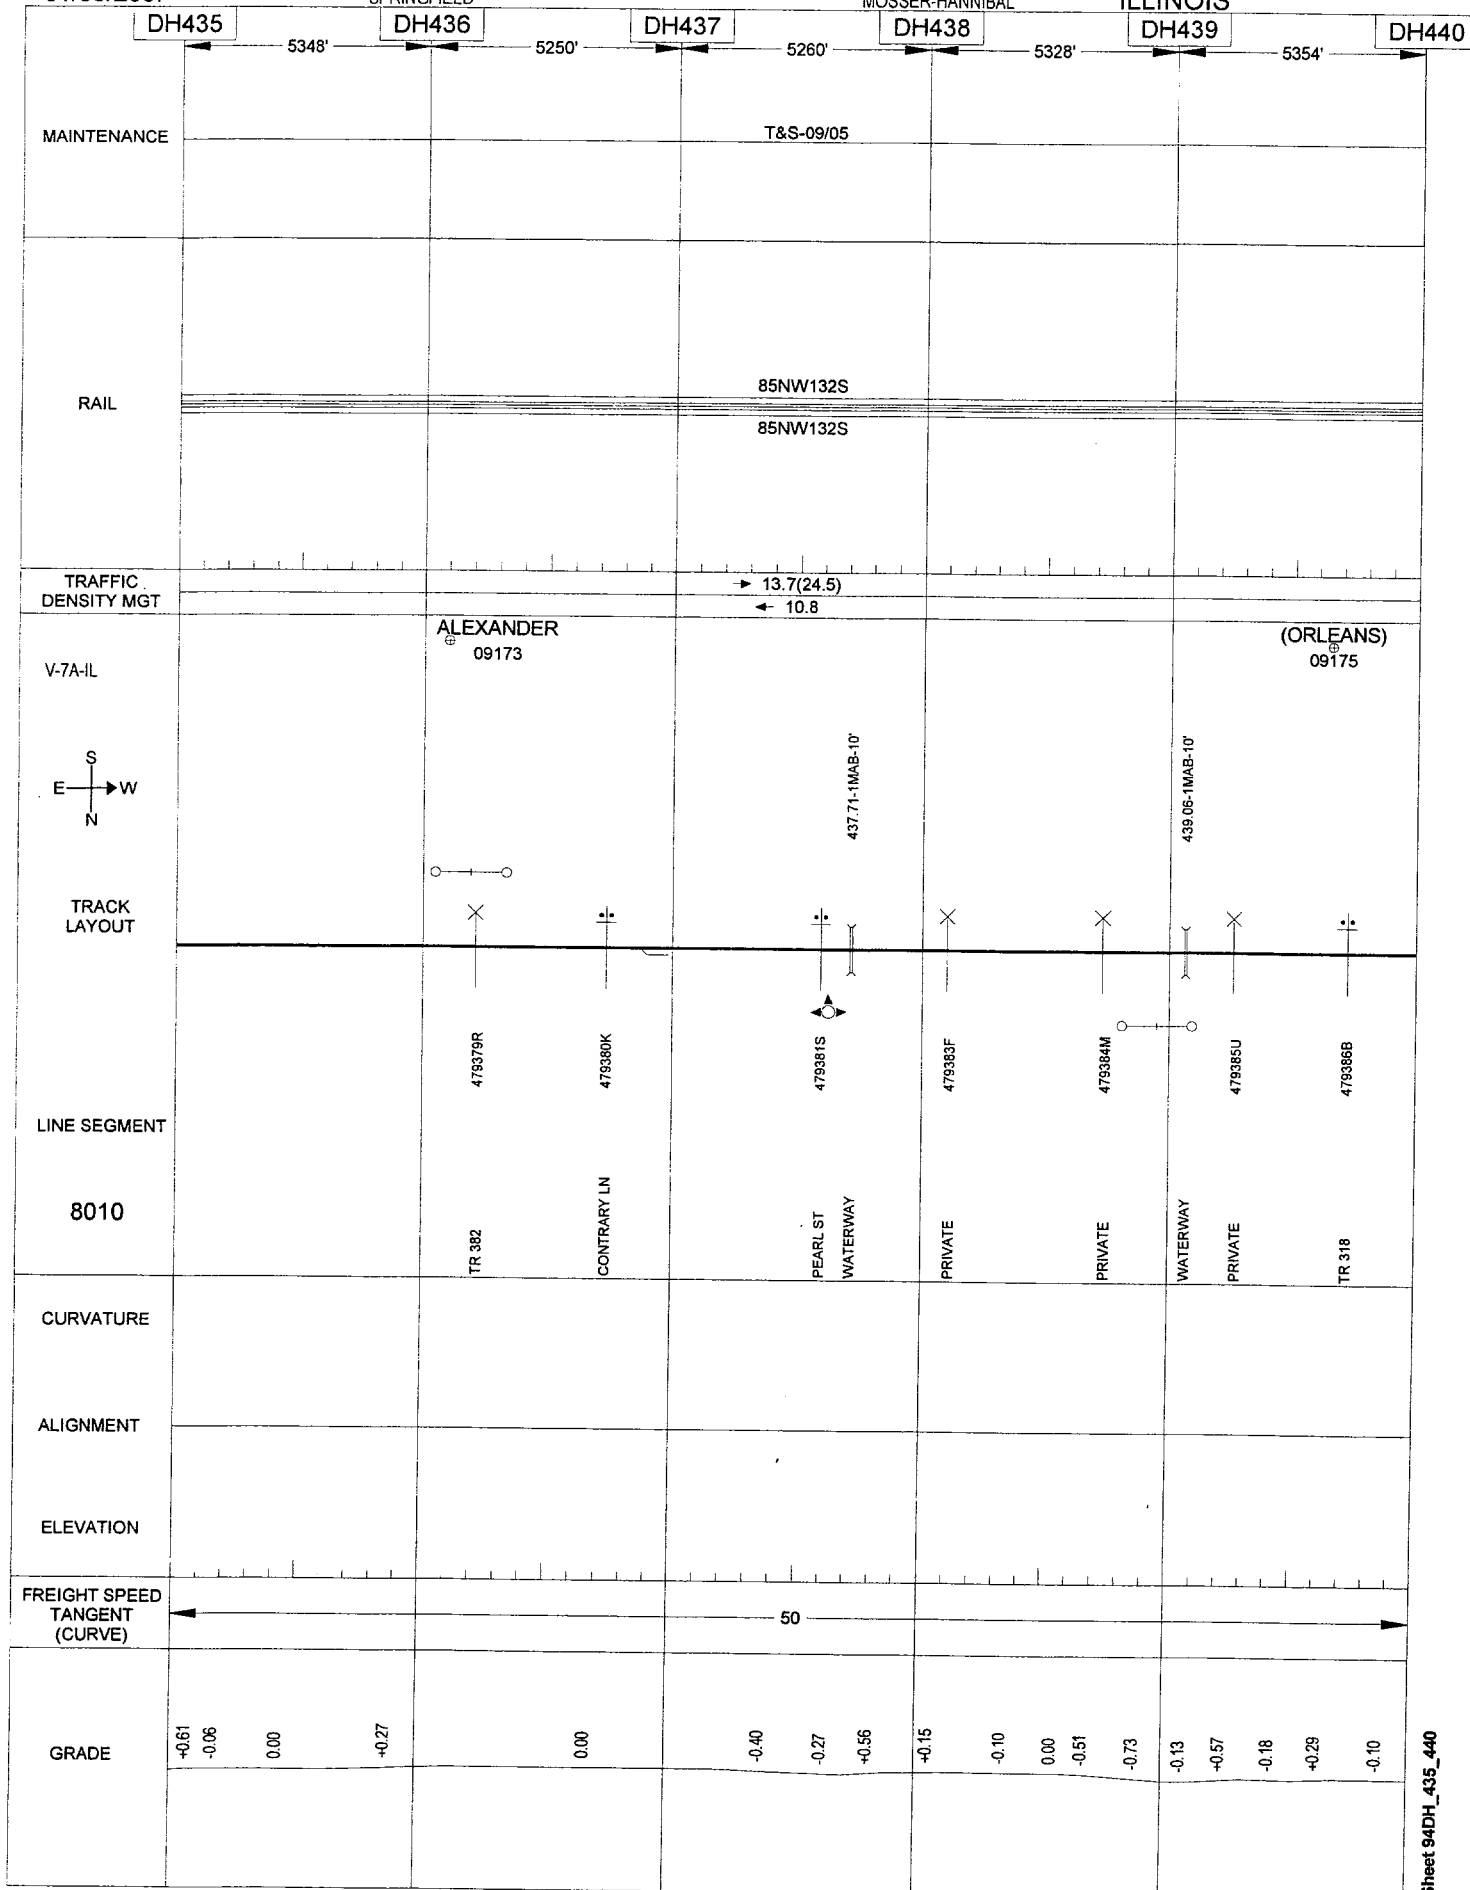 SPRINGFIELD
MOSSER-HANNIBAL
ILLINOIS
DH435
DH436
DH437
DH438
DH439
DH440
5348'
5250'
5260'
5328'
5354'
MAINTENANCE
T&S-09/05
RAIL
85NW132S
85NW132S
TRAFFIC
DENSITY MGT
13.7(24.5)
10.8
ALEXANDER
09173
(ORLEANS)
09175
V-7A-IL
S
E
W
N
437.71-1MAB-10'
439.06-1MAB-10'
TRACK
LAYOUT
479379R
479380K
479381S
479383F
479384M
479385U
479386B
LINE SEGMENT
8010
TR 382
CONTRARY LN
PEARL ST
WATERWAY
PRIVATE
PRIVATE
WATERWAY
PRIVATE
TR 318
CURVATURE
ALIGNMENT
ELEVATION
FREIGHT SPEED
TANGENT
(CURVE)
50
GRADE
+0.61
-0.06
0.00
+0.27
0.00
-0.40
-0.27
+0.56
+0.15
-0.10
0.00
-0.51
-0.73
-0.13
+0.57
-0.18
+0.29
-0.10
Sheet 94DH_435_440